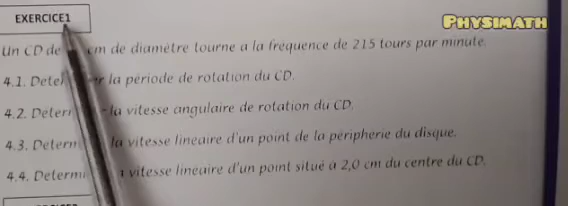 EXERCICE1
PHYSIMATH
Un CD de cm de diamètre tourne a la fréquence de 215 tours par minute.
4.1. la période de rotation du CD.
4.2. la vitesse angulaire de rotation du CD.
4.3. la vitesse linéaire d'un point de la périphérie du disque.
4.4. vitesse linéaire d'un point situé à 2,0 cm du centre du CD.